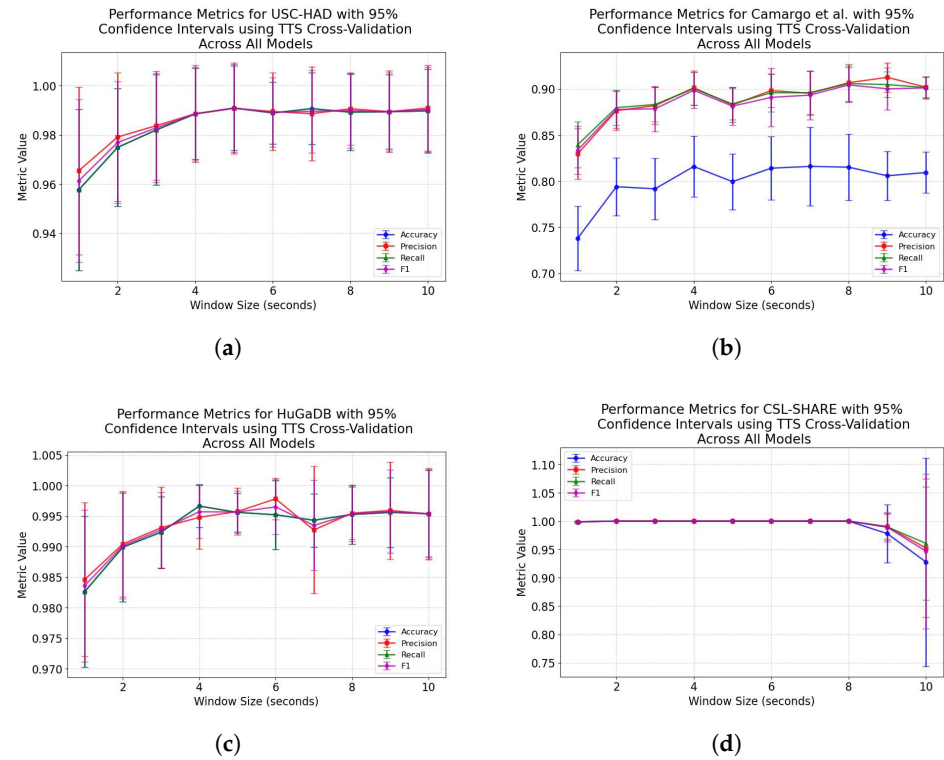 Performance Metrics for USC-HAD with 95%
Confidence Intervals using TTS Cross-Validation
Across All Models
Metric Value
1.00
0.98
0.96
0.94
Accuracy
Precision
Recall
F1
2
4
6
8
10
Window Size (seconds)
(a)
Performance Metrics for Camargo et al. with 95%
Confidence Intervals using TTS Cross-Validation
Across All Models
Metric Value
0.90
0.85
0.80
0.75
0.70
Accuracy
Precision
Recall
F1
2
4
6
8
10
Window Size (seconds)
(b)
Performance Metrics for HuGaDB with 95%
Confidence Intervals using TTS Cross-Validation
Across All Models
Metric Value
1.005
1.000
0.995
0.990
0.985
0.980
0.975
0.970
Accuracy
Precision
Recall
F1
2
4
6
8
10
Window Size (seconds)
(c)
Performance Metrics for CSL-SHARE with 95%
Confidence Intervals using TTS Cross-Validation
Across All Models
Metric Value
1.10
1.05
1.00
0.95
0.90
0.85
0.80
0.75
Accuracy
Precision
Recall
F1
2
4
6
8
10
Window Size (seconds)
(d)